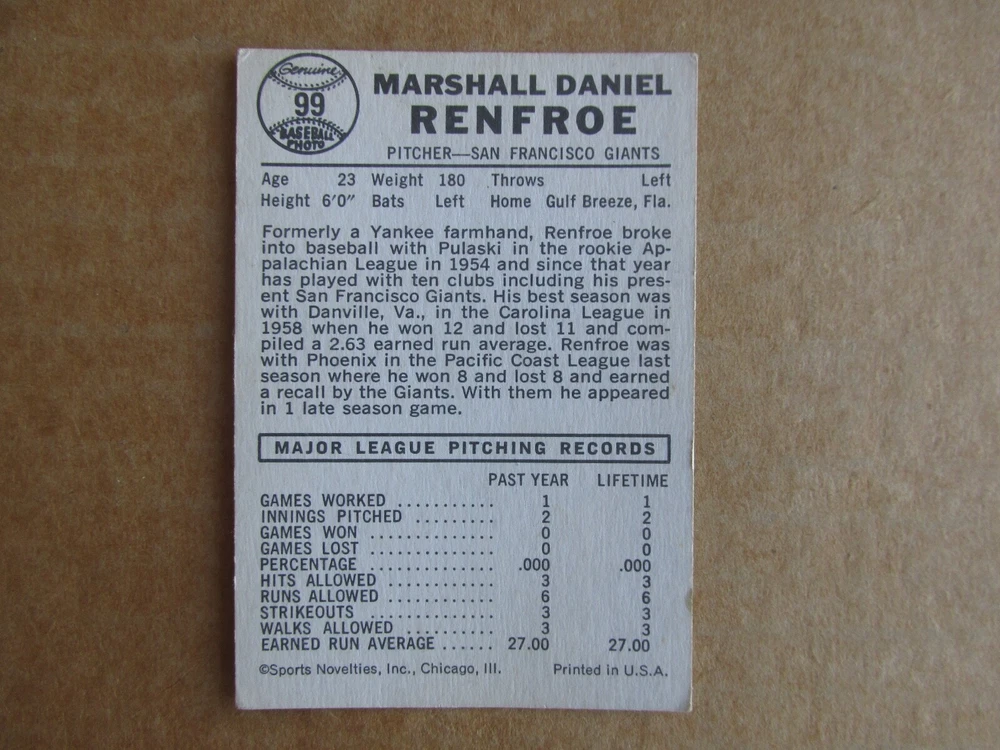 Genuine
99
BASEBALL
PHOTO
MARSHALL DANIEL
RENFROE
PITCHER—SAN FRANCISCO GIANTS
Age 23 Weight 180 Throws Left
Height 6'0" Bats Left Home Gulf Breeze, Fla.
Formerly a Yankee farmhand, Renfroe broke
into baseball with Pulaski in the rookie Ap-
palachian League in 1954 and since that year
has played with ten clubs including his pres-
ent San Francisco Giants. His best season was
with Danville, Va., in the Carolina League in
1958 when he won 12 and lost 11 and com-
piled a 2.63 earned run average. Renfroe was
with Phoenix in the Pacific Coast League last
season where he won 8 and lost 8 and earned
a recall by the Giants. With them he appeared
in 1 late season game.
MAJOR LEAGUE PITCHING RECORDS
PAST YEAR LIFETIME
GAMES WORKED ........... 1 1
INNINGS PITCHED ......... 2 2
GAMES WON .............. 0 0
GAMES LOST .............. 0 0
PERCENTAGE .............. .000 .000
HITS ALLOWED ............ 3 3
RUNS ALLOWED ............ 6 6
STRIKEOUTS .............. 3 3
WALKS ALLOWED .......... 3 3
EARNED RUN AVERAGE ...... 27.00 27.00
©Sports Novelties, Inc., Chicago, Ill. Printed in U.S.A.